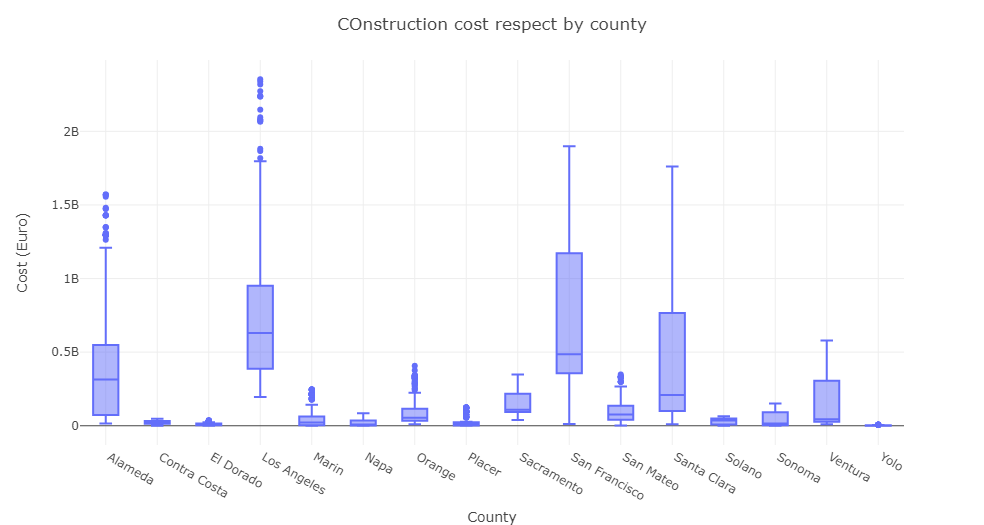 COnstruction cost respect by county
Cost (Euro)
2B
1.5B
1B
0.5B
0
Alameda
Contra Costa
El Dorado
Los Angeles
Marin
Napa
Orange
Placer
Sacramento
San Francisco
San Mateo
Santa Clara
Solano
Sonoma
Ventura
Yolo
County